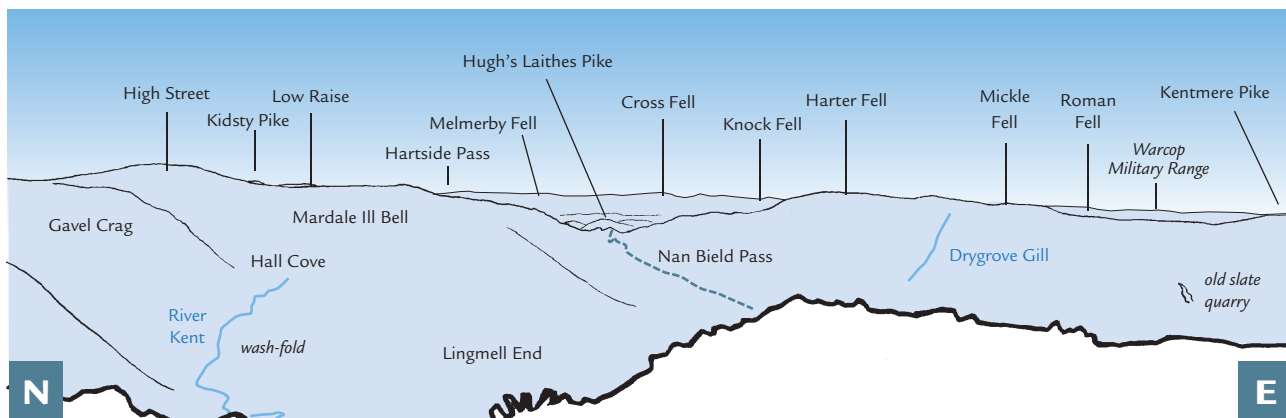 Hugh's Laithes Pike
High Street
Low Raise
Kidsty Pike
Melmerby Fell
Hartside Pass
Cross Fell
Knock Fell
Harter Fell
Mickle
Fell
Roman
Fell
Kentmere Pike
Warcop
Military Range
Gavel Crag
Mardale Ill Bell
Hall Cove
Nan Bield Pass
Drygrove Gill
old slate
quarry
River
Kent
wash-fold
Lingmell End
N
E